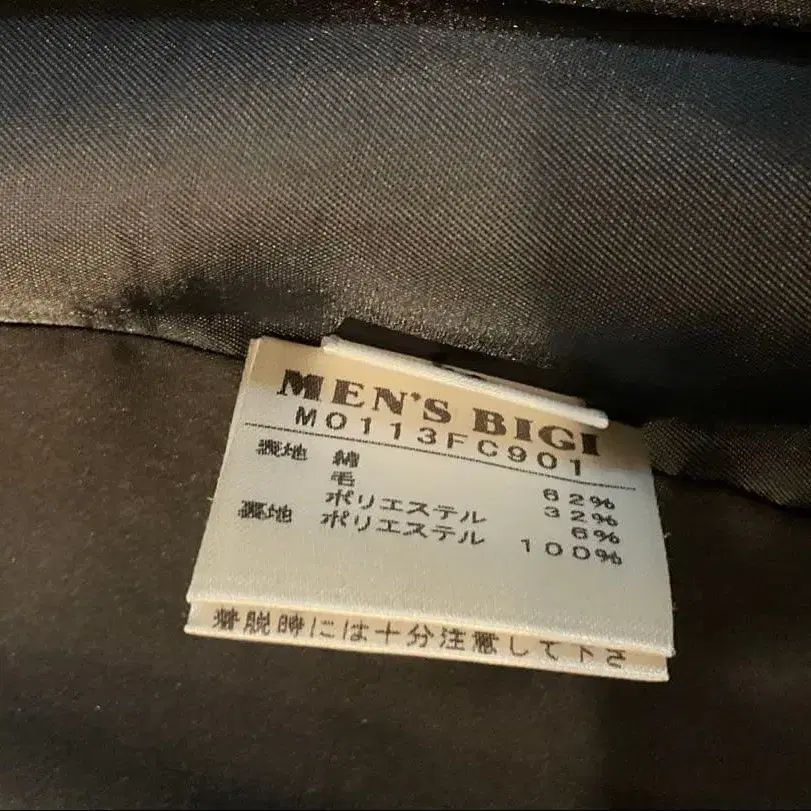 MEN'S BIGI
M0113FC901
表地 綿 62%
毛 32%
ポリエステル 6%
裏地 ポリエステル 100%
着脱時には十分注意して下さ